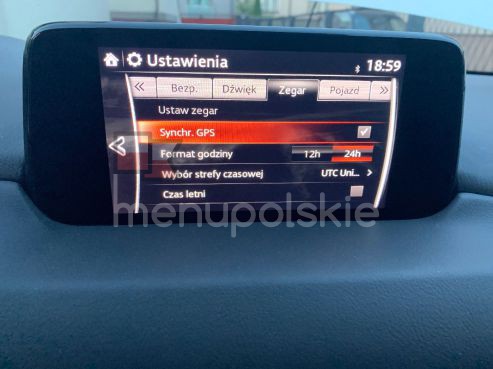 Ustawienia
18:59
« Bezp. Dźwięk Zegar Pojazd »
Ustaw zegar
Synchr. GPS
Format godziny 12h 24h
Wybór strefy czasowej UTC Uni... >
Czas letni
menupolskie